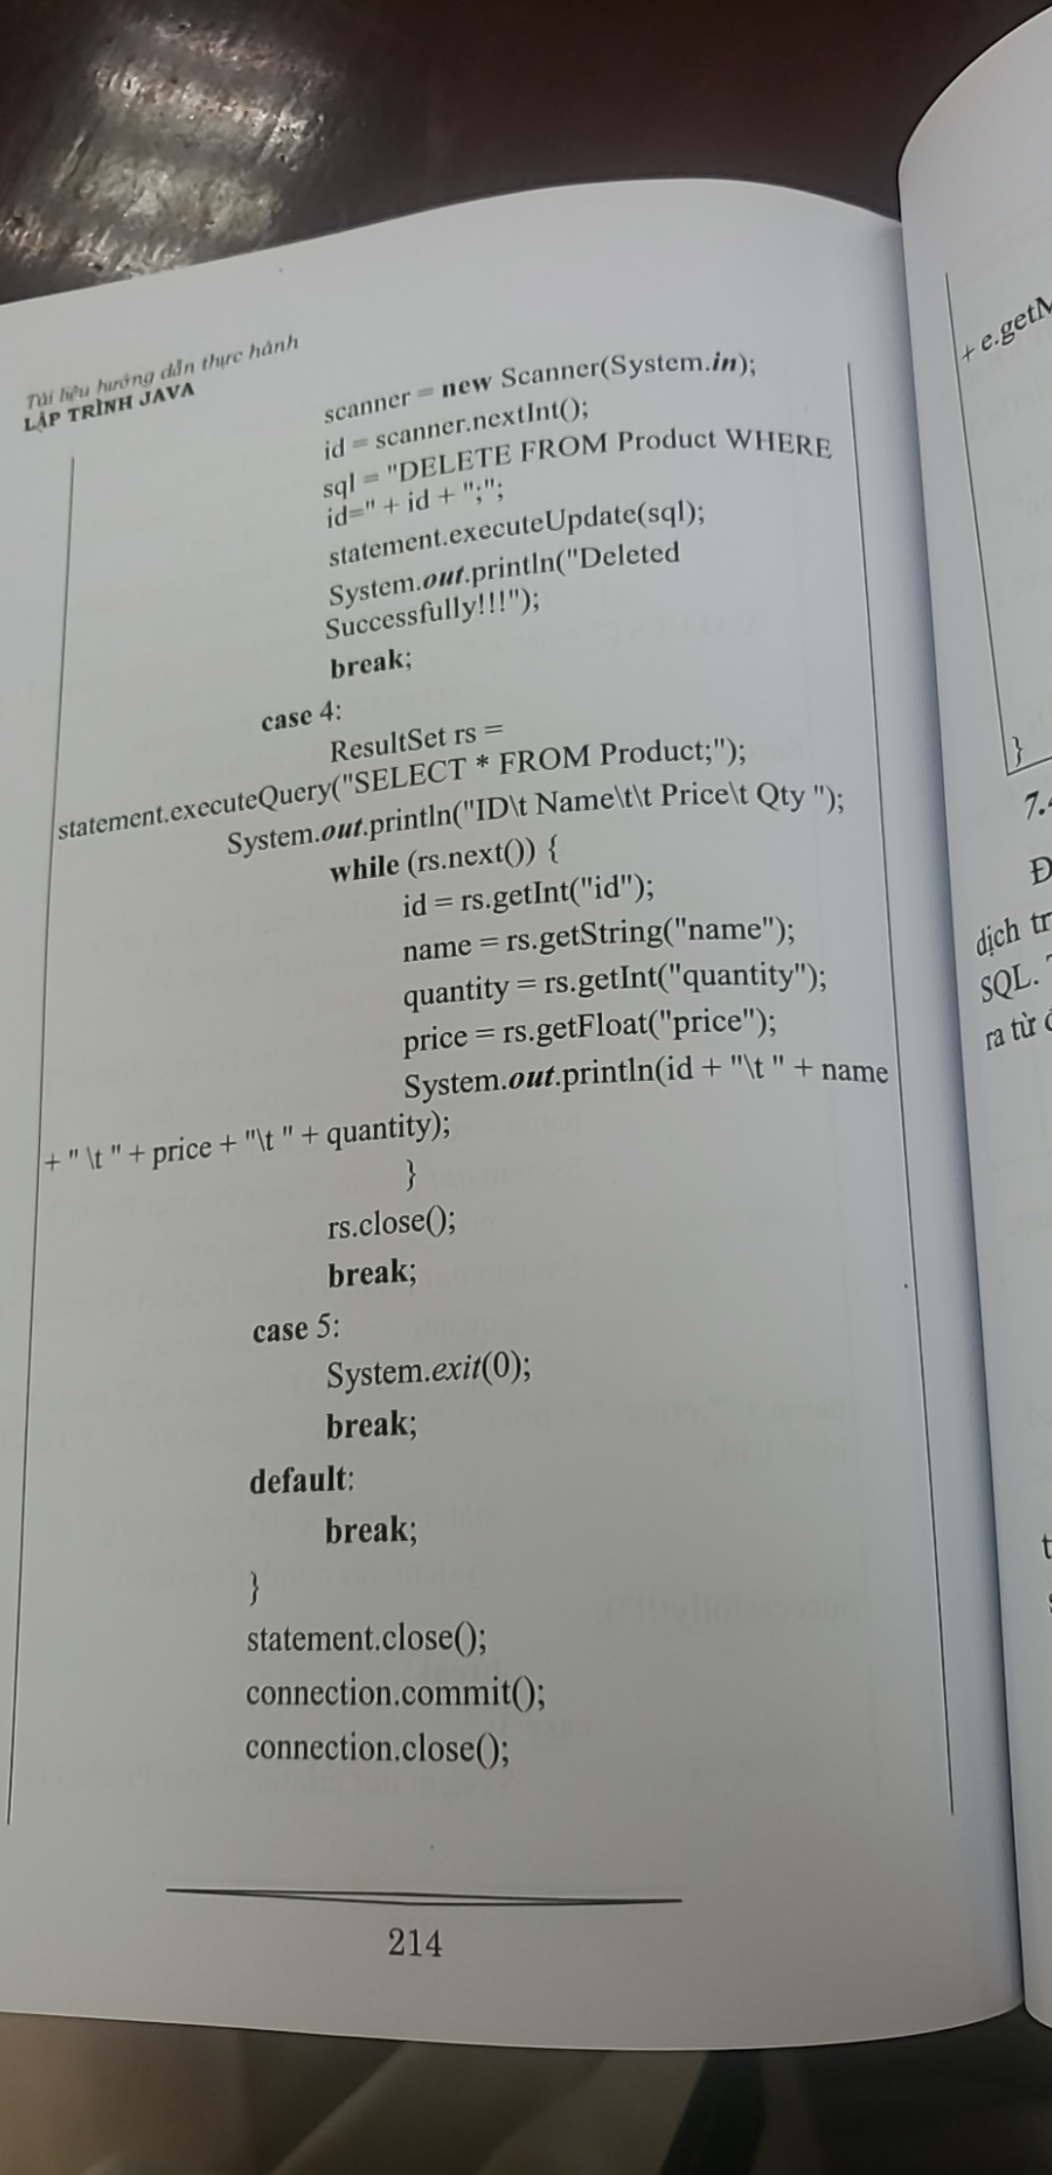 Tài liệu hướng dẫn thực hành
LẬP TRÌNH JAVA
scanner = new Scanner(System.in);
id = scanner.nextInt();
sql = "DELETE FROM Product WHERE
id=" + id + ";";
statement.executeUpdate(sql);
System.out.println("Deleted
Successfully!!!");
break;
case 4:
ResultSet rs =
statement.executeQuery("SELECT * FROM Product;");
System.out.println("ID\t Name\t\t Price\t Qty ");
while (rs.next()) {
id = rs.getInt("id");
name = rs.getString("name");
quantity = rs.getInt("quantity");
price = rs.getFloat("price");
System.out.println(id + "\t " + name
+ " \t " + price + "\t " + quantity);
}
rs.close();
break;
case 5:
System.exit(0);
break;
default:
break;
}
statement.close();
connection.commit();
connection.close();
214
+ e.getM
}
7.
dịch tr
SQL.
ra từ